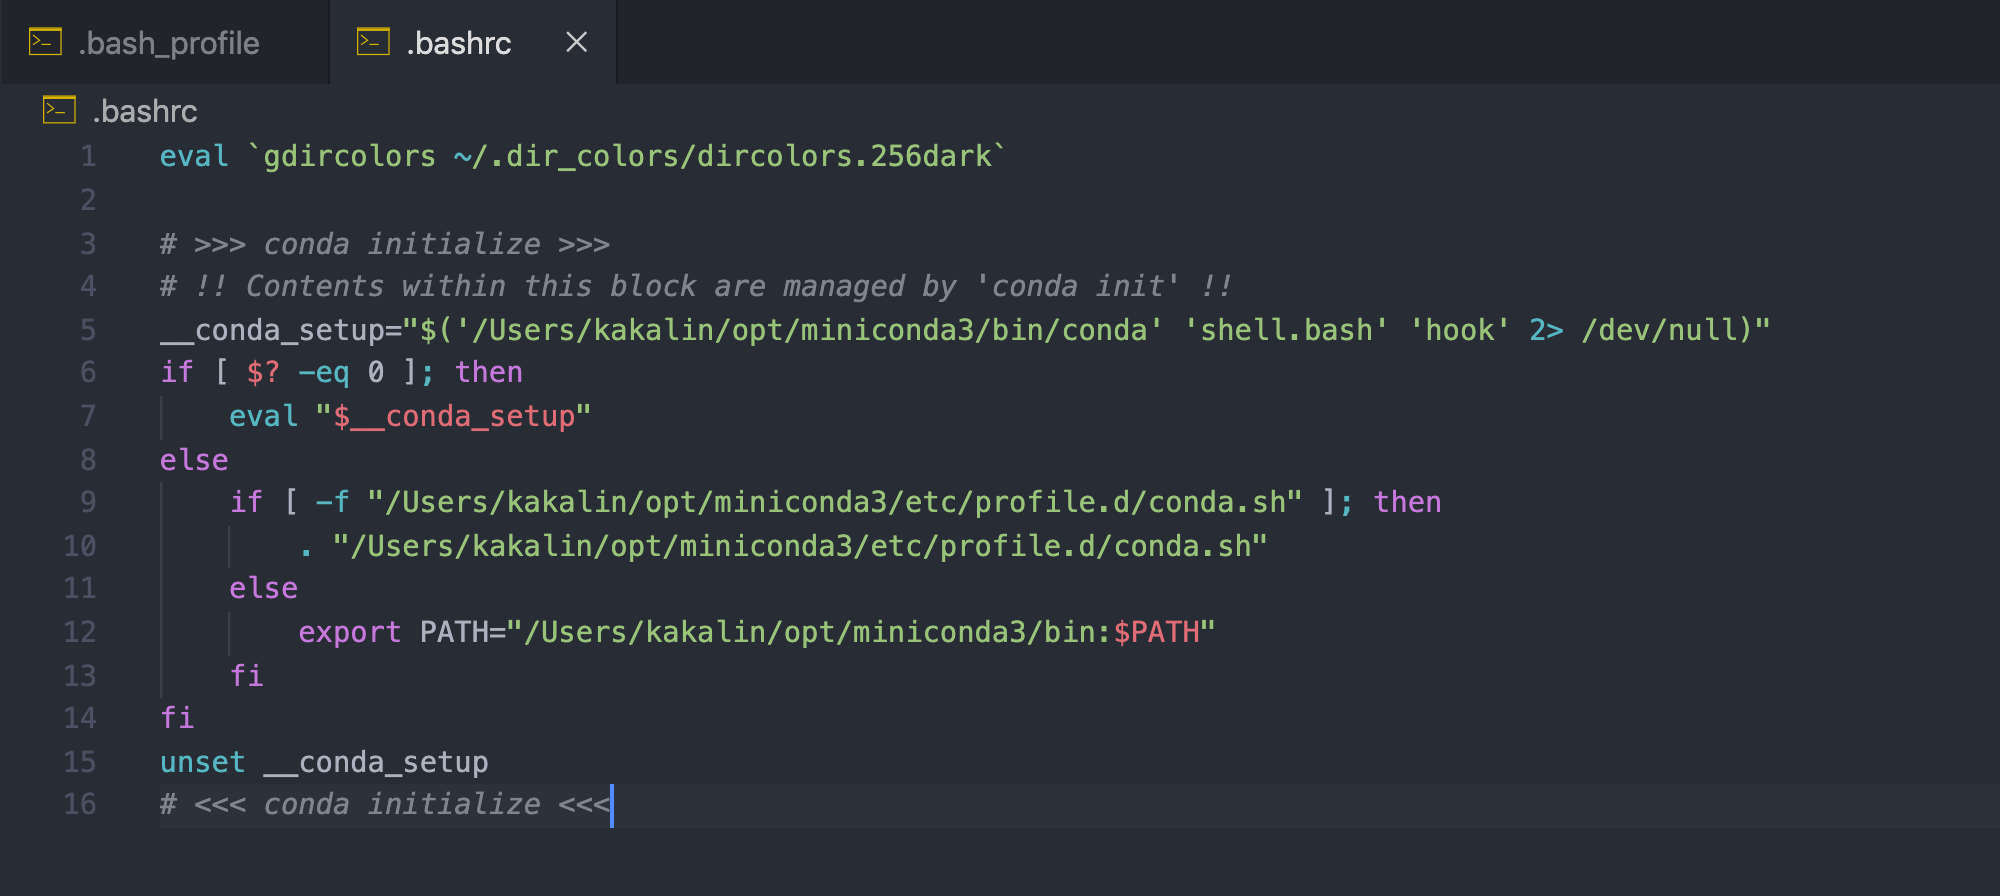 .bash_profile
.bashrc
.bashrc
1 eval `gdircolors ~/.dir_colors/dircolors.256dark`
2
3 # >>> conda initialize >>>
4 # !! Contents within this block are managed by 'conda init' !!
5 __conda_setup="$('/Users/kakalin/opt/miniconda3/bin/conda' 'shell.bash' 'hook' 2> /dev/null)"
6 if [ $? -eq 0 ]; then
7     eval "$__conda_setup"
8 else
9     if [ -f "/Users/kakalin/opt/miniconda3/etc/profile.d/conda.sh" ]; then
10         . "/Users/kakalin/opt/miniconda3/etc/profile.d/conda.sh"
11     else
12         export PATH="/Users/kakalin/opt/miniconda3/bin:$PATH"
13     fi
14 fi
15 unset __conda_setup
16 # <<< conda initialize <<<